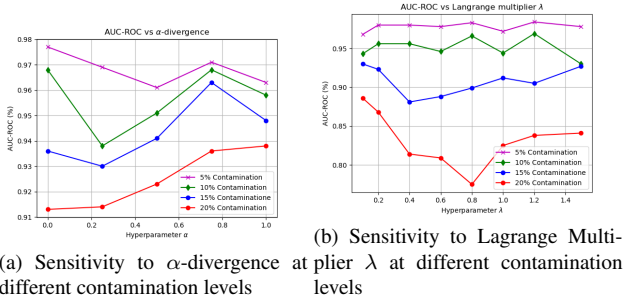 AUC-ROC vs α-divergence
AUC-ROC (%)
0.98
0.97
0.96
0.95
0.94
0.93
0.92
0.91
5% Contamination
10% Contamination
15% Contaminatione
20% Contamination
0.0
0.2
0.4
0.6
0.8
1.0
Hyperparameter α
(a) Sensitivity to α-divergence at
different contamination levels
AUC-ROC vs Langrange multiplier λ
AUC-ROC (%)
0.95
0.90
0.85
0.80
5% Contamination
10% Contamination
15% Contaminatione
20% Contamination
0.2
0.4
0.6
0.8
1.0
1.2
1.4
Hyperparameter λ
(b) Sensitivity to Lagrange Multi-
plier λ at different contamination
levels